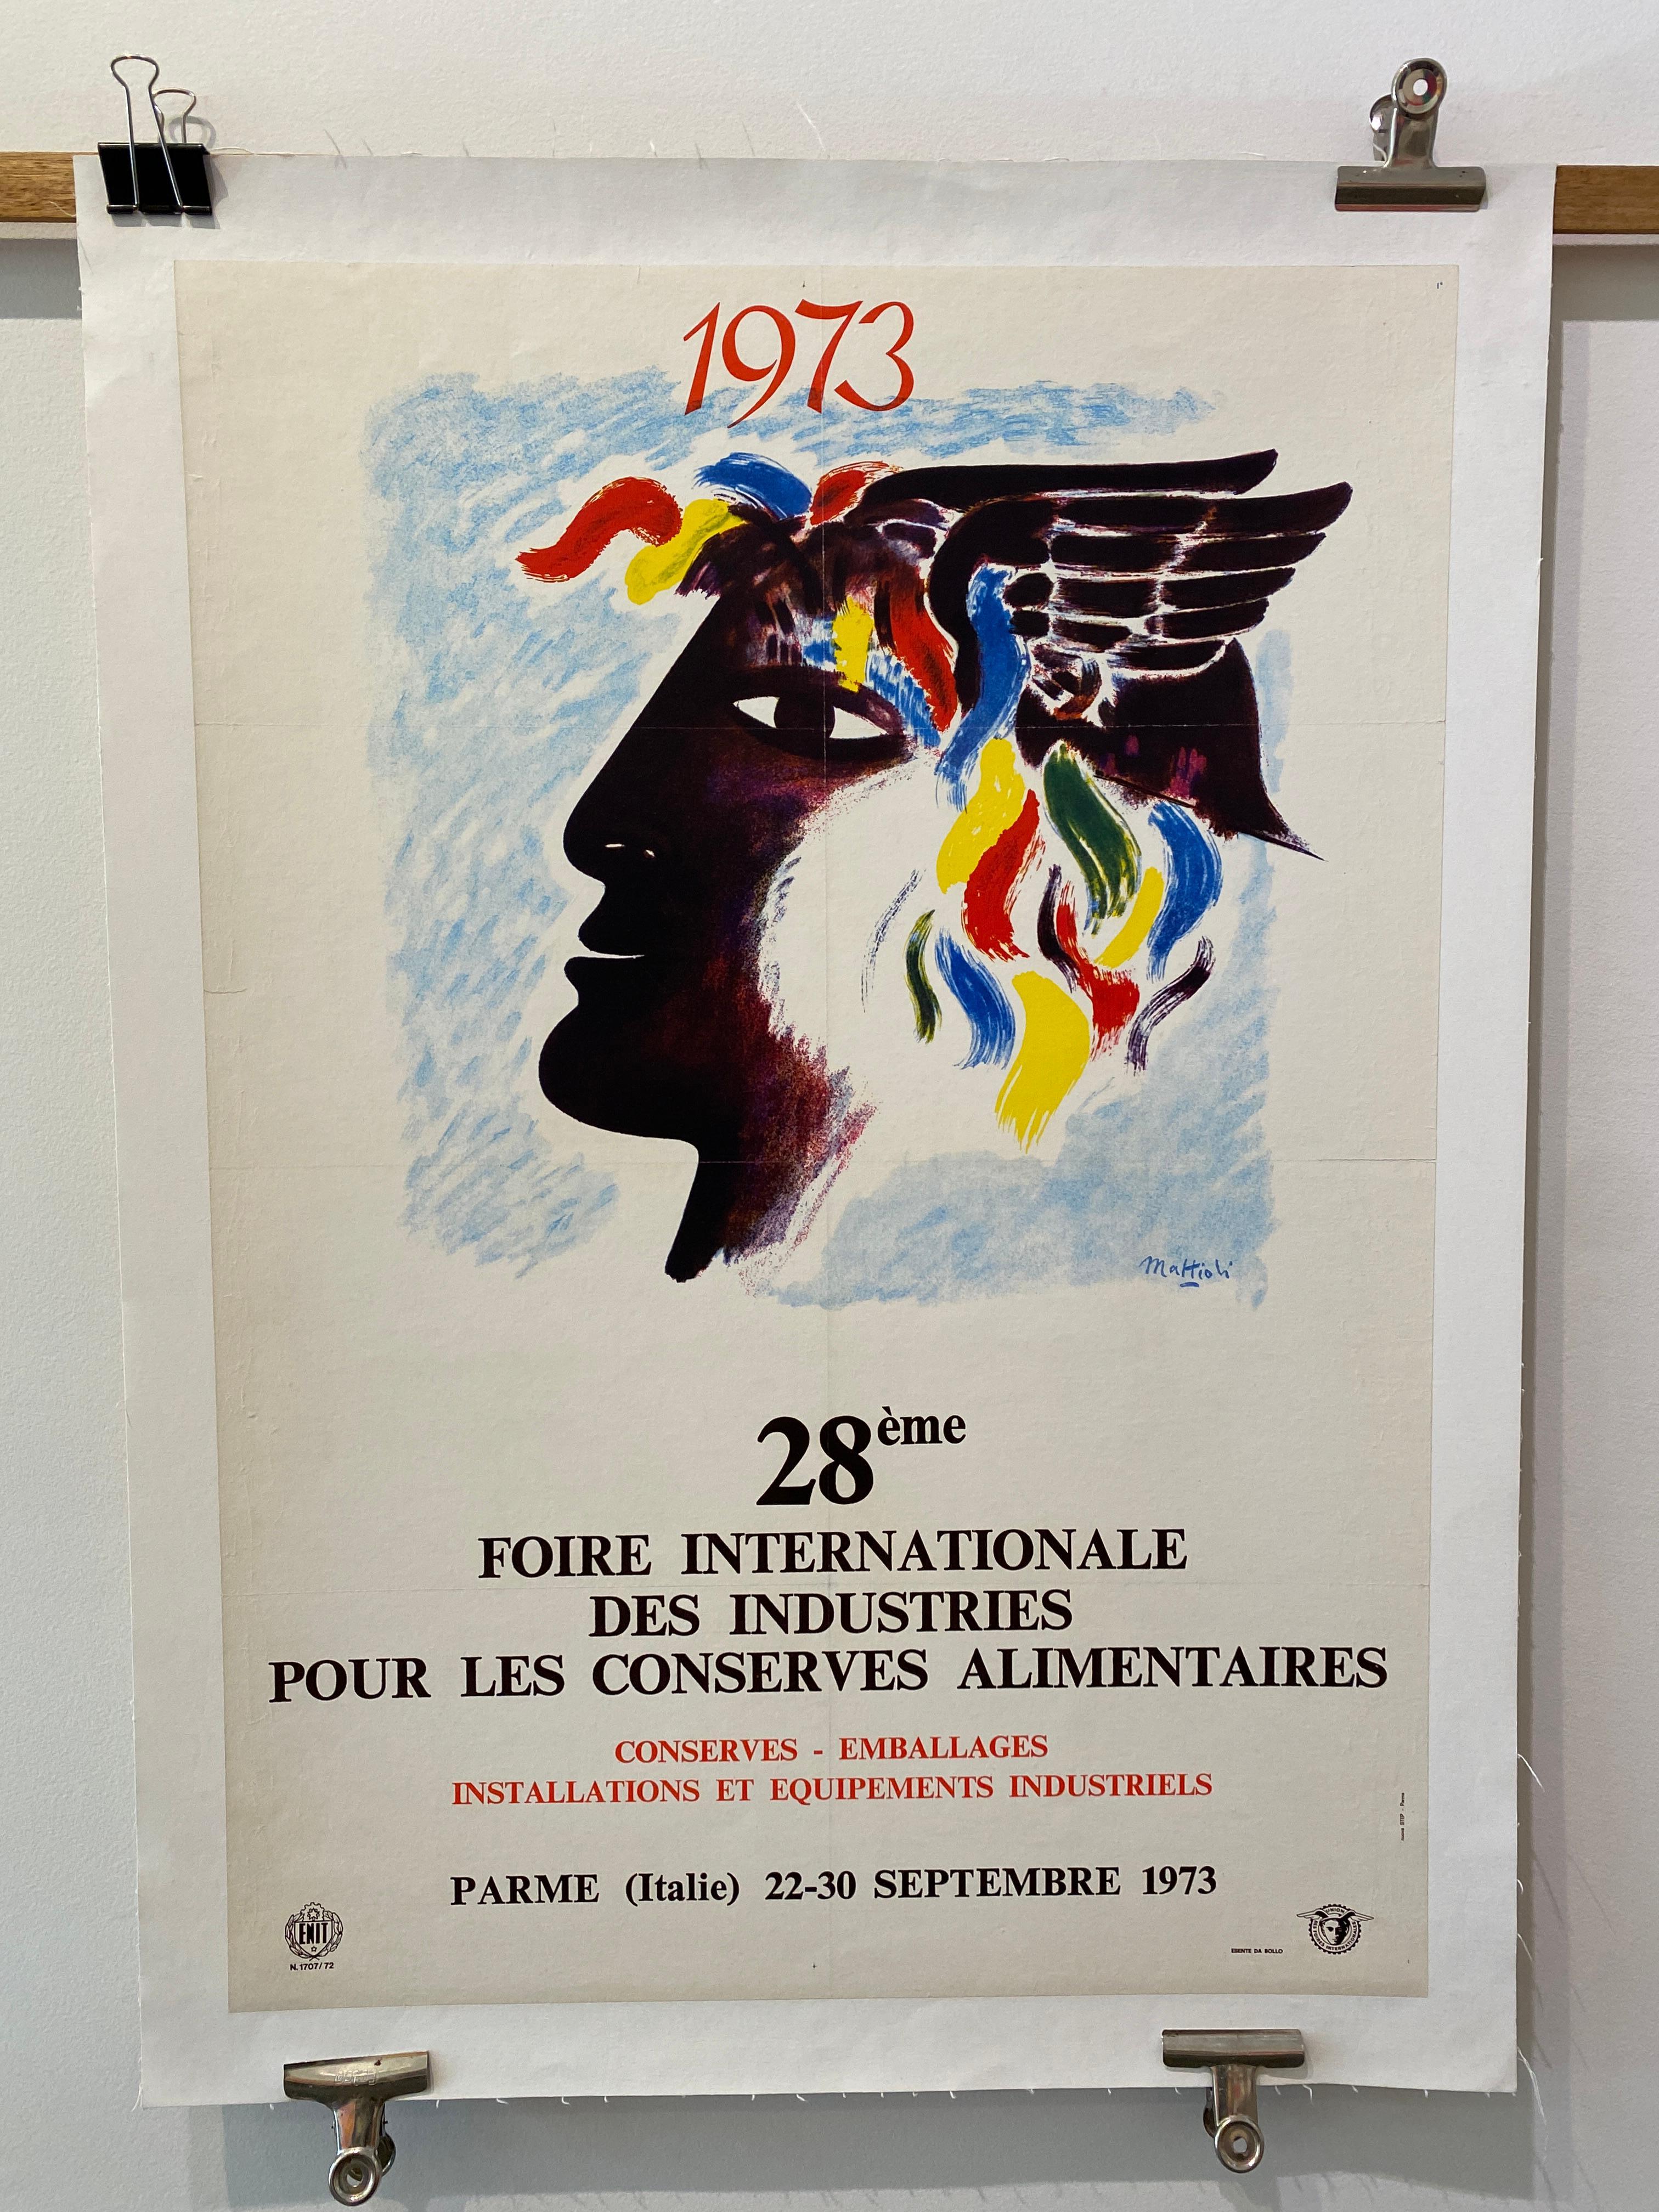 1973
Mattioli
28ème
FOIRE INTERNATIONALE
DES INDUSTRIES
POUR LES CONSERVES ALIMENTAIRES
CONSERVES - EMBALLAGES
INSTALLATIONS ET EQUIPEMENTS INDUSTRIELS
PARME (Italie) 22-30 SEPTEMBRE 1973
ENIT
N. 1707/72
ESENTE DA BOLLO
UNION